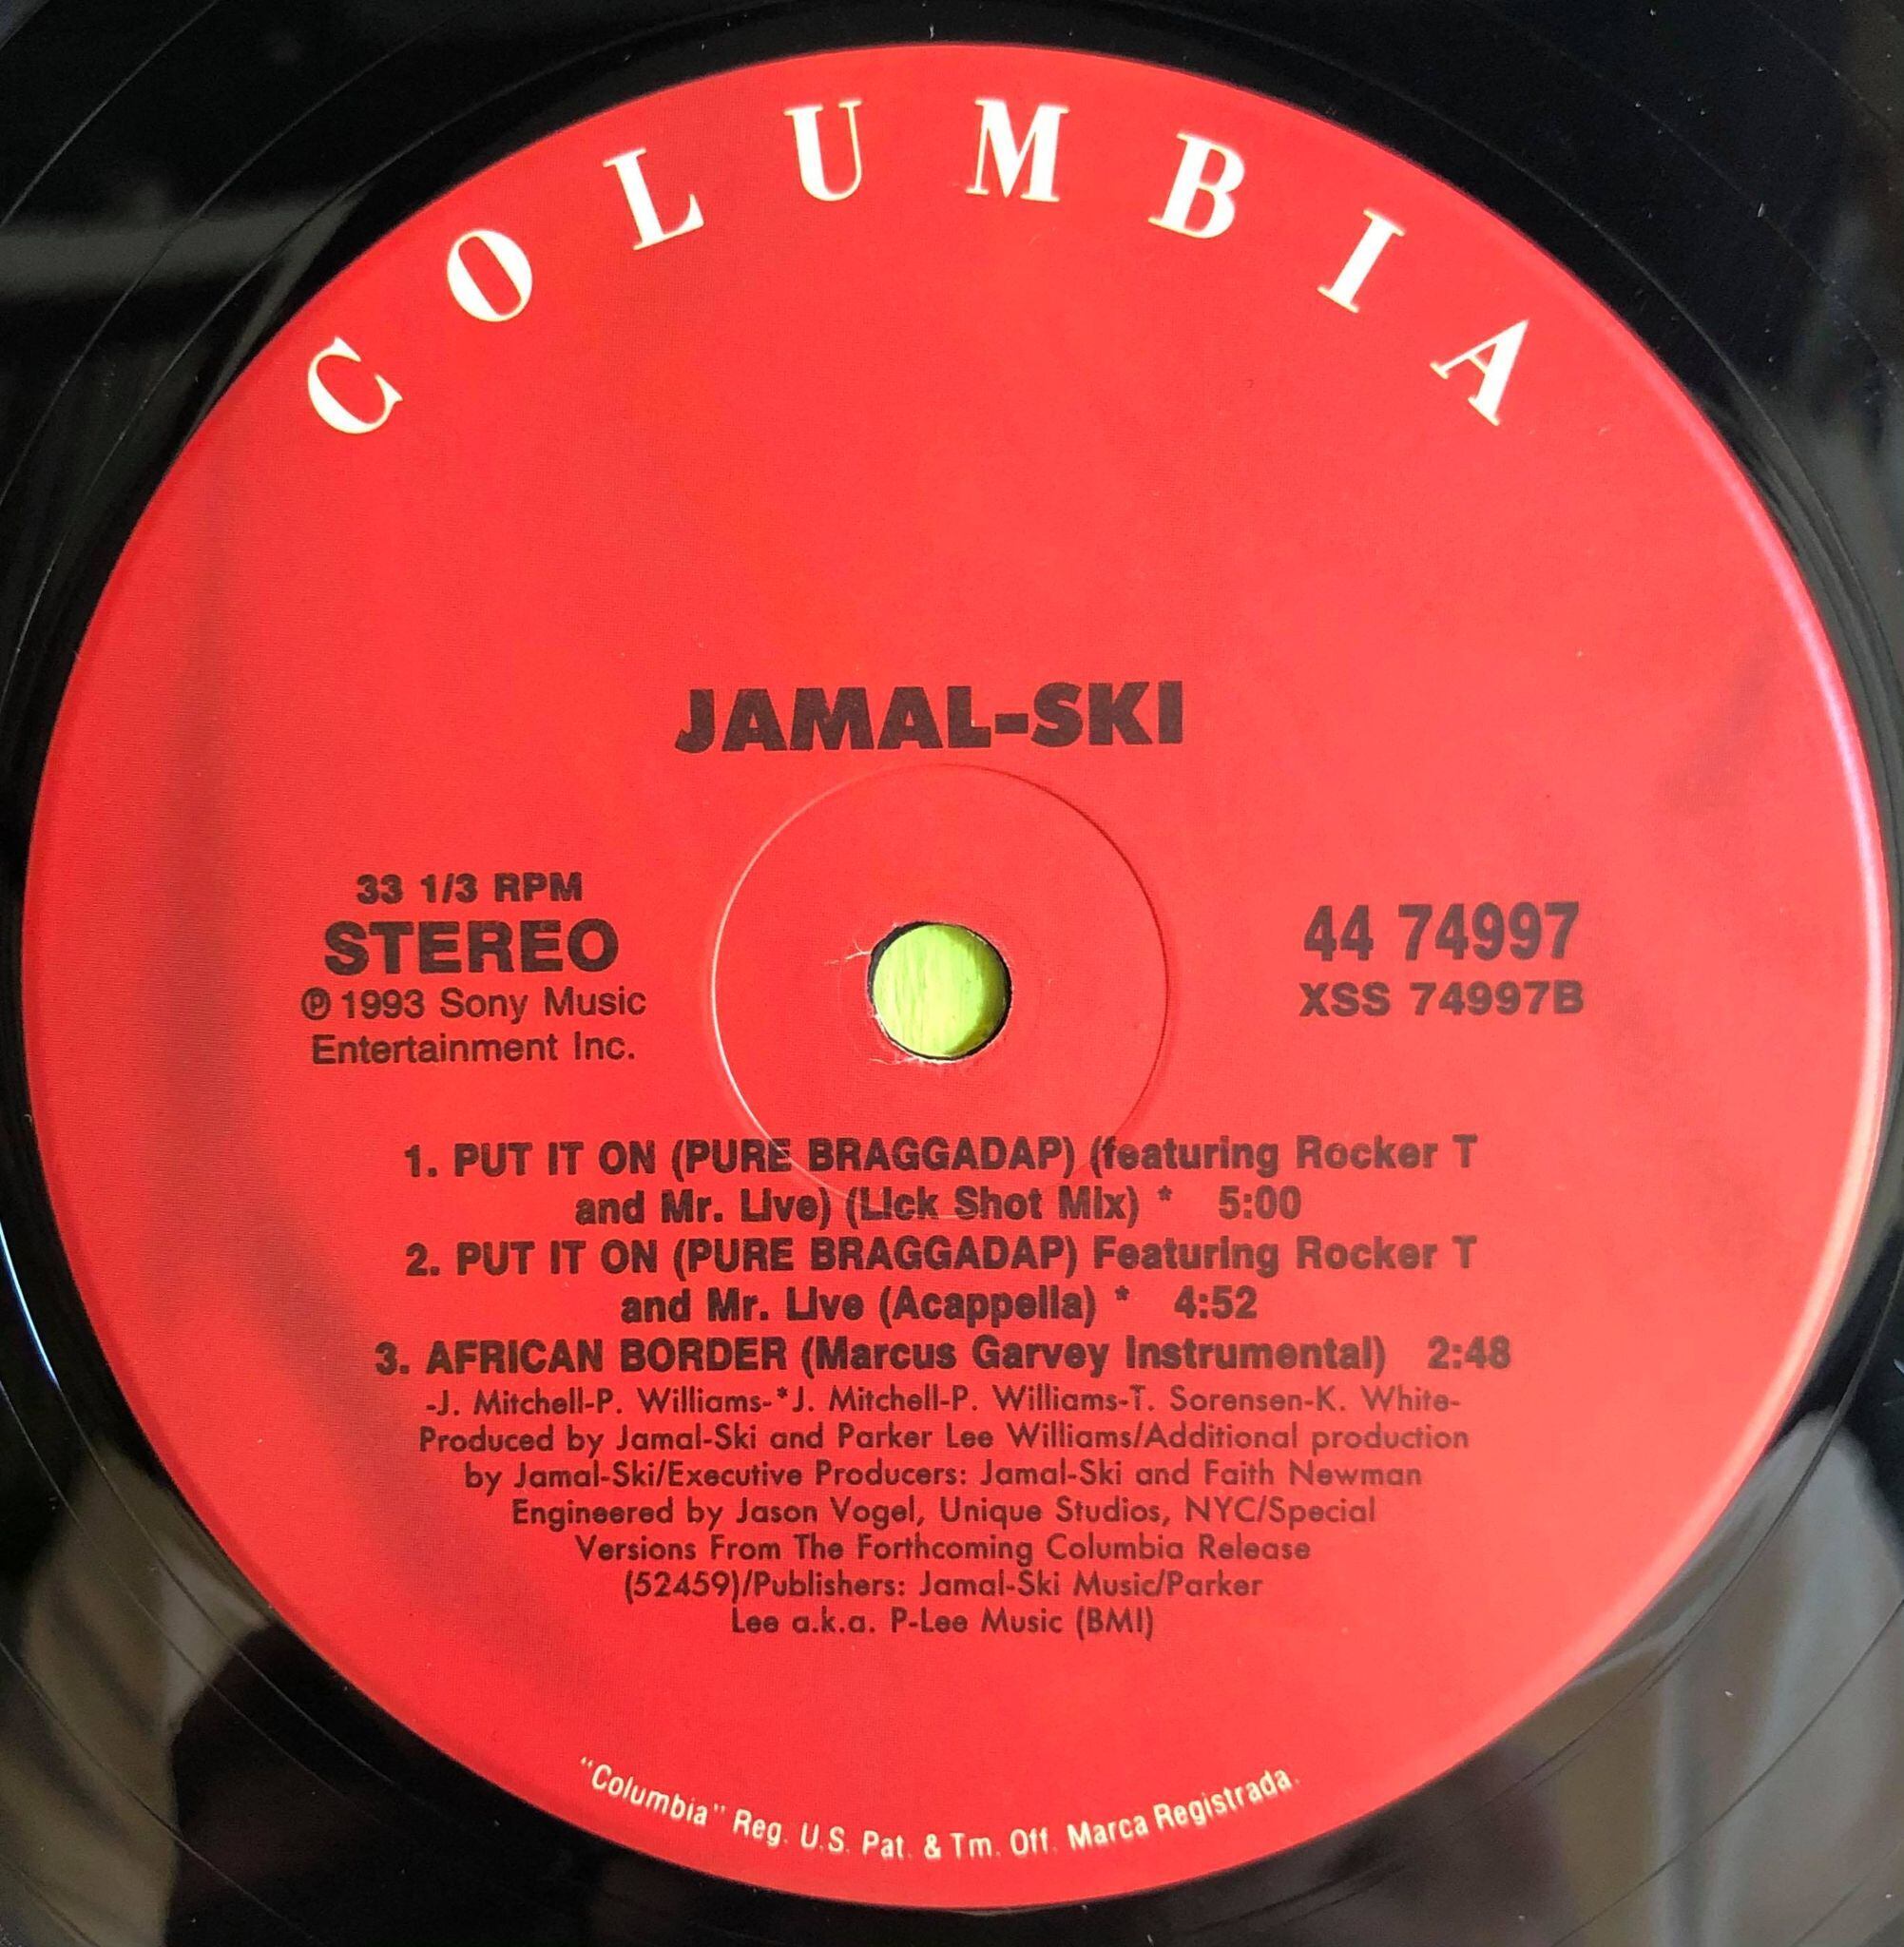 COLUMBIA
JAMAL-SKI
33 1/3 RPM
STEREO
℗ 1993 Sony Music
Entertainment Inc.
44 74997
XSS 74997B
1. PUT IT ON (PURE BRAGGADAP) (featuring Rocker T
and Mr. Live) (Lick Shot Mix) * 5:00
2. PUT IT ON (PURE BRAGGADAP) Featuring Rocker T
and Mr. Live (Acappella) * 4:52
3. AFRICAN BORDER (Marcus Garvey Instrumental) 2:48
-J. Mitchell-P. Williams-*J. Mitchell-P. Williams-T. Sorensen-K. White-
Produced by Jamal-Ski and Parker Lee Williams/Additional production
by Jamal-Ski/Executive Producers: Jamal-Ski and Faith Newman
Engineered by Jason Vogel, Unique Studios, NYC/Special
Versions From The Forthcoming Columbia Release
(52459)/Publishers: Jamal-Ski Music/Parker
Lee a.k.a. P-Lee Music (BMI)
"Columbia" Reg. U.S. Pat. & Tm. Off. Marca Registrada.